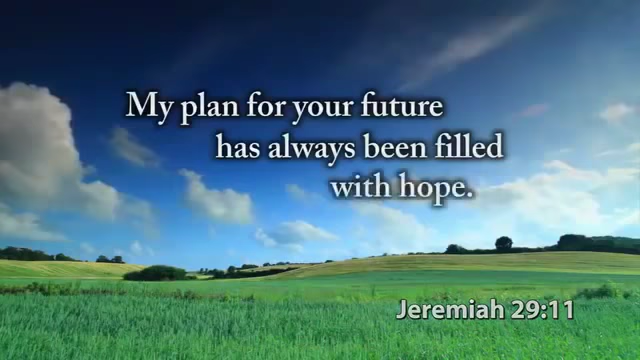 My plan for your future
has always been filled
with hope.
Jeremiah 29:11